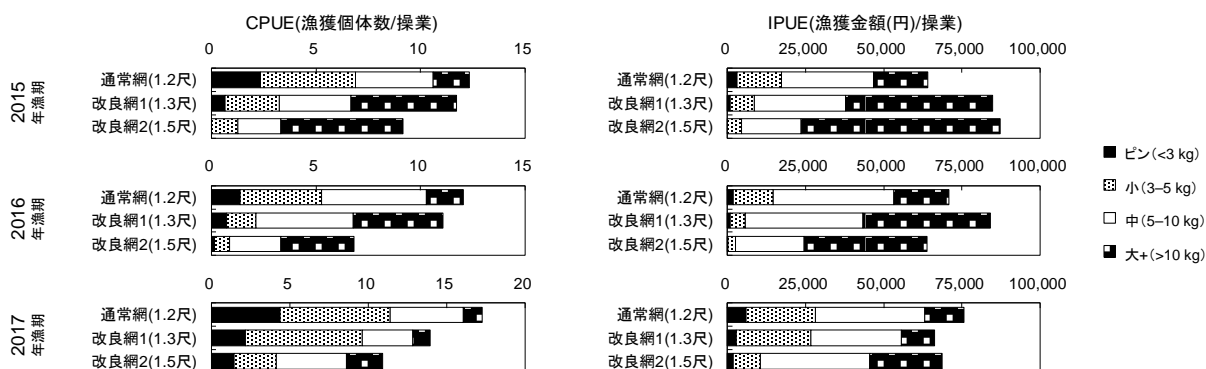 CPUE(漁獲個体数/操業)
0 5 10 15
2015
年漁期
通常網(1.2尺)
改良網1(1.3尺)
改良網2(1.5尺)
0 5 10 15
2016
年漁期
通常網(1.2尺)
改良網1(1.3尺)
改良網2(1.5尺)
0 5 10 15 20
2017
年漁期
通常網(1.2尺)
改良網1(1.3尺)
改良網2(1.5尺)
IPUE(漁獲金額(円)/操業)
0 25,000 50,000 75,000 100,000
通常網(1.2尺)
改良網1(1.3尺)
改良網2(1.5尺)
0 25,000 50,000 75,000 100,000
通常網(1.2尺)
改良網1(1.3尺)
改良網2(1.5尺)
0 25,000 50,000 75,000 100,000
通常網(1.2尺)
改良網1(1.3尺)
改良網2(1.5尺)
ピン(<3 kg)
小(3–5 kg)
中(5–10 kg)
大+(>10 kg)